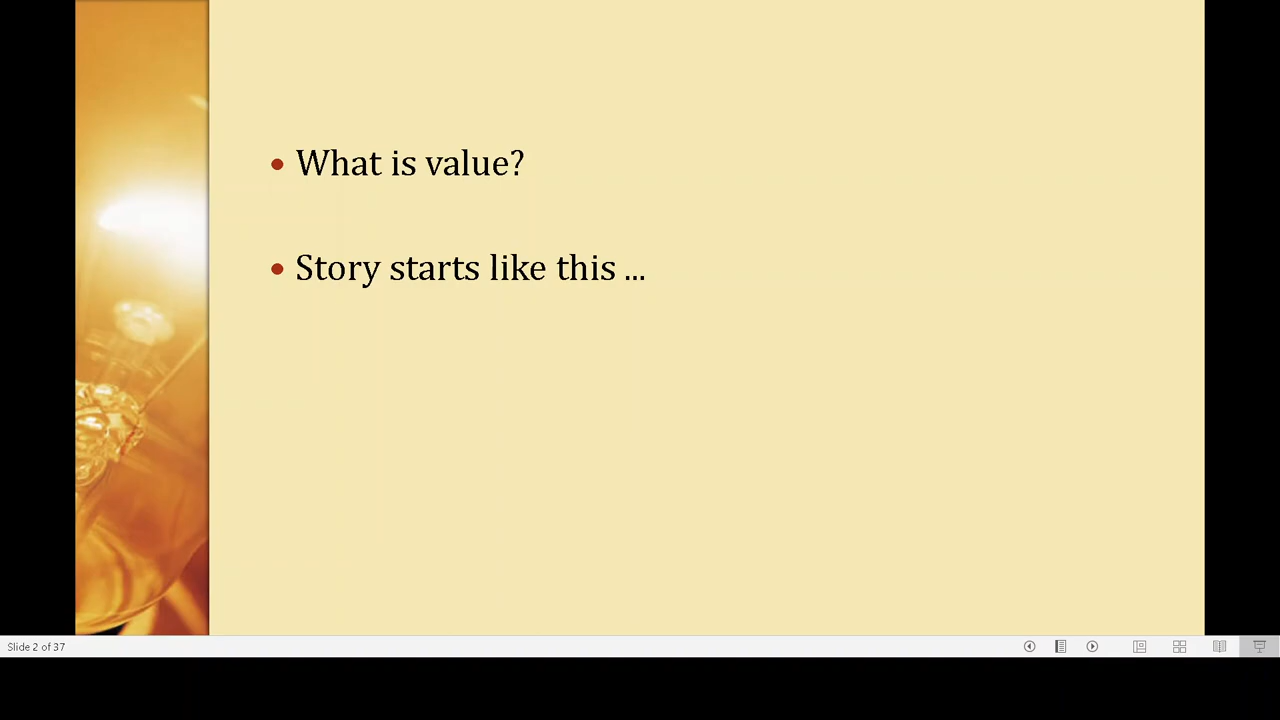 • What is value?
• Story starts like this ...
Slide 2 of 37